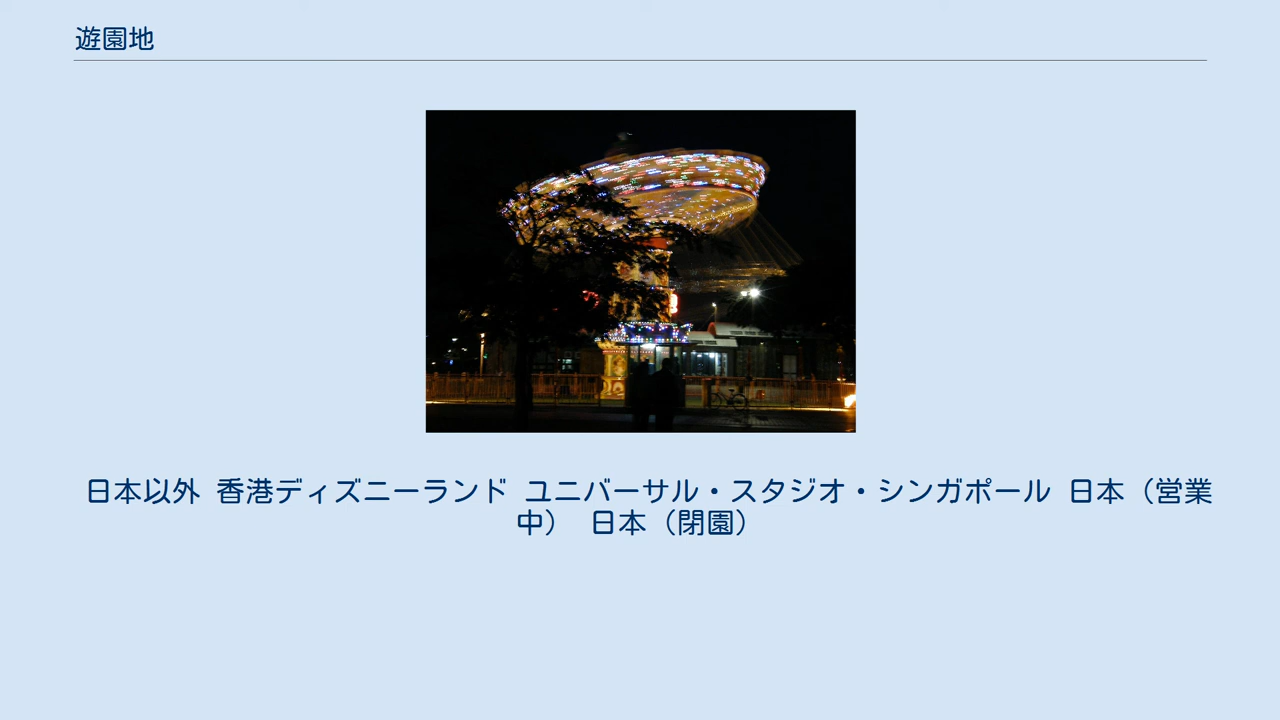 遊園地
日本以外 香港ディズニーランド ユニバーサル・スタジオ・シンガポール 日本（営業
中） 日本（閉園）